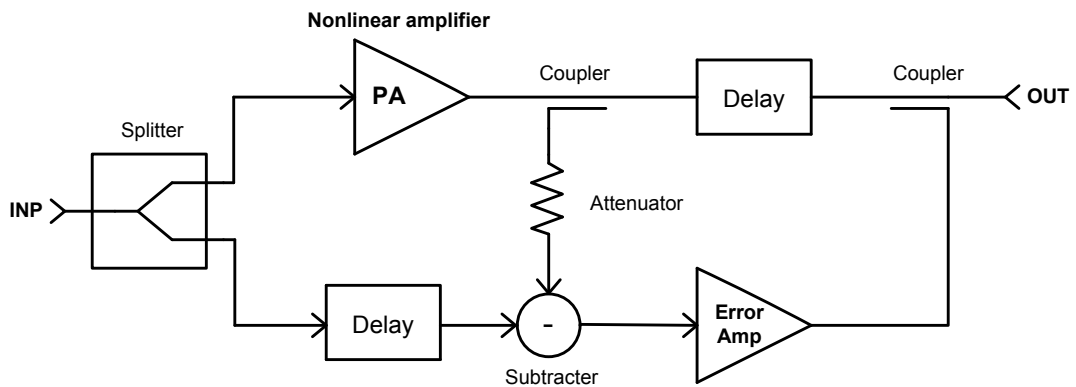 Nonlinear amplifier
PA
Coupler
Delay
Coupler
OUT
Splitter
INP
Attenuator
Delay
-
Subtracter
Error
Amp